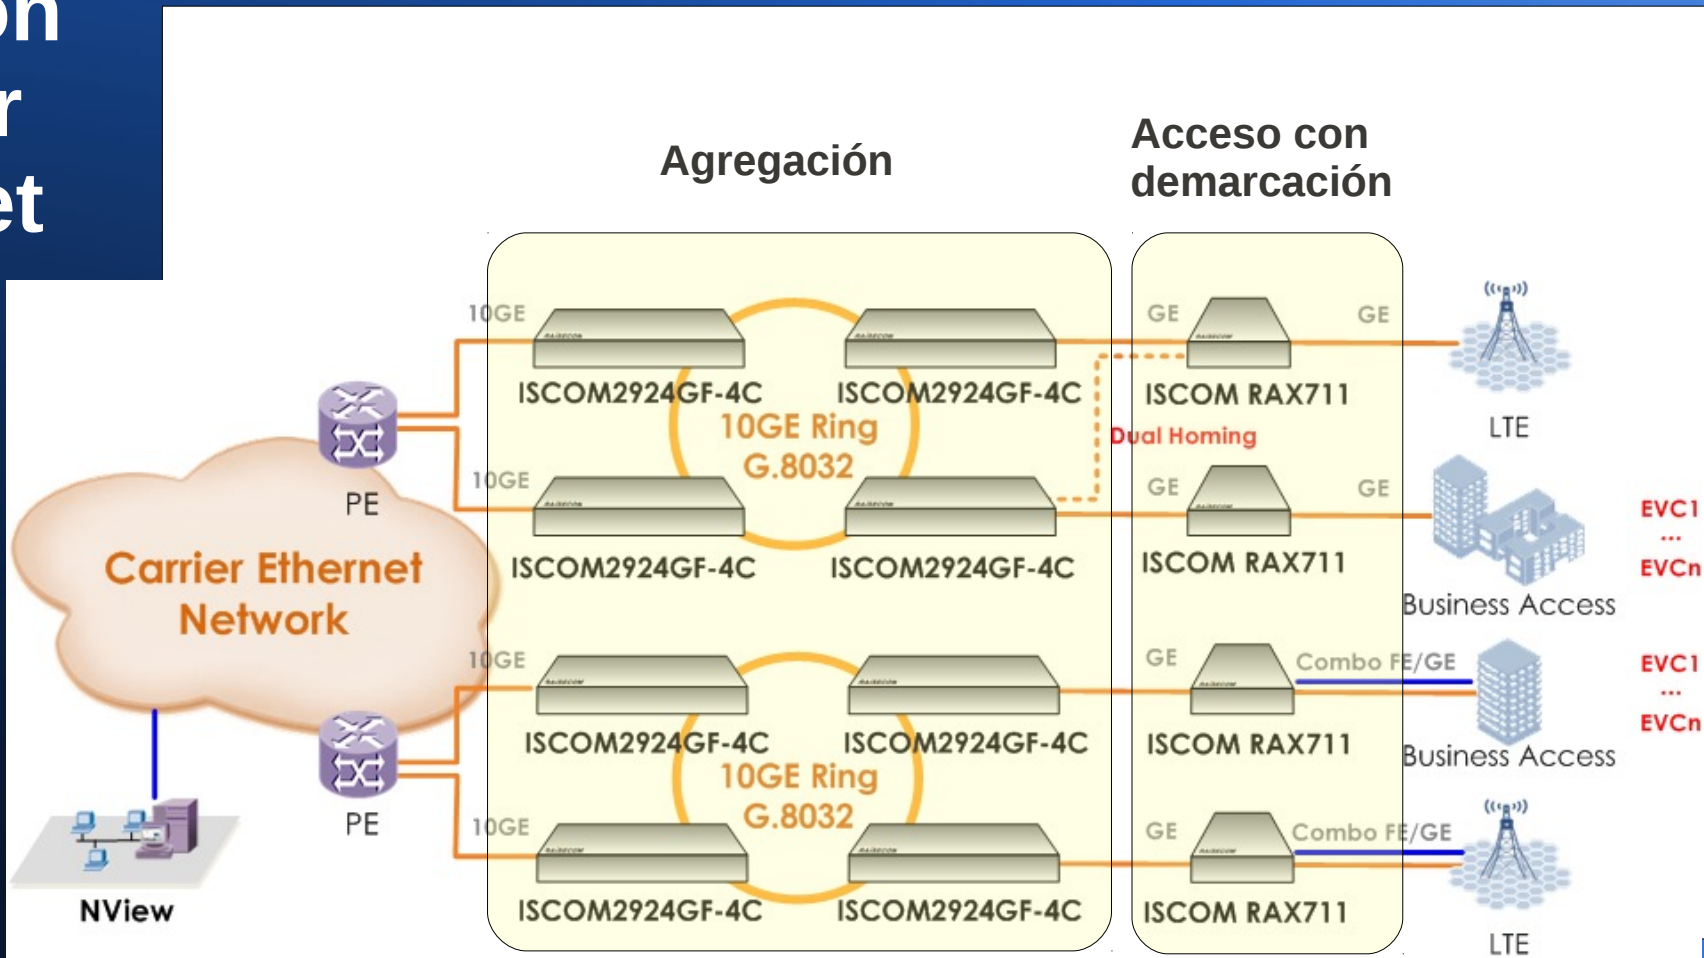 on
r
et
Agregación
Acceso con
demarcación
10GE
ISCOM2924GF-4C
ISCOM2924GF-4C
10GE Ring
G.8032
GE
GE
ISCOM RAX711
LTE
Dual Homing
PE
10GE
ISCOM2924GF-4C
ISCOM2924GF-4C
GE
GE
ISCOM RAX711
Business Access
EVC1
...
EVCn
Carrier Ethernet
Network
10GE
ISCOM2924GF-4C
ISCOM2924GF-4C
10GE Ring
G.8032
GE
Combo FE/GE
ISCOM RAX711
Business Access
EVC1
...
EVCn
PE
10GE
ISCOM2924GF-4C
ISCOM2924GF-4C
GE
Combo FE/GE
ISCOM RAX711
LTE
NView